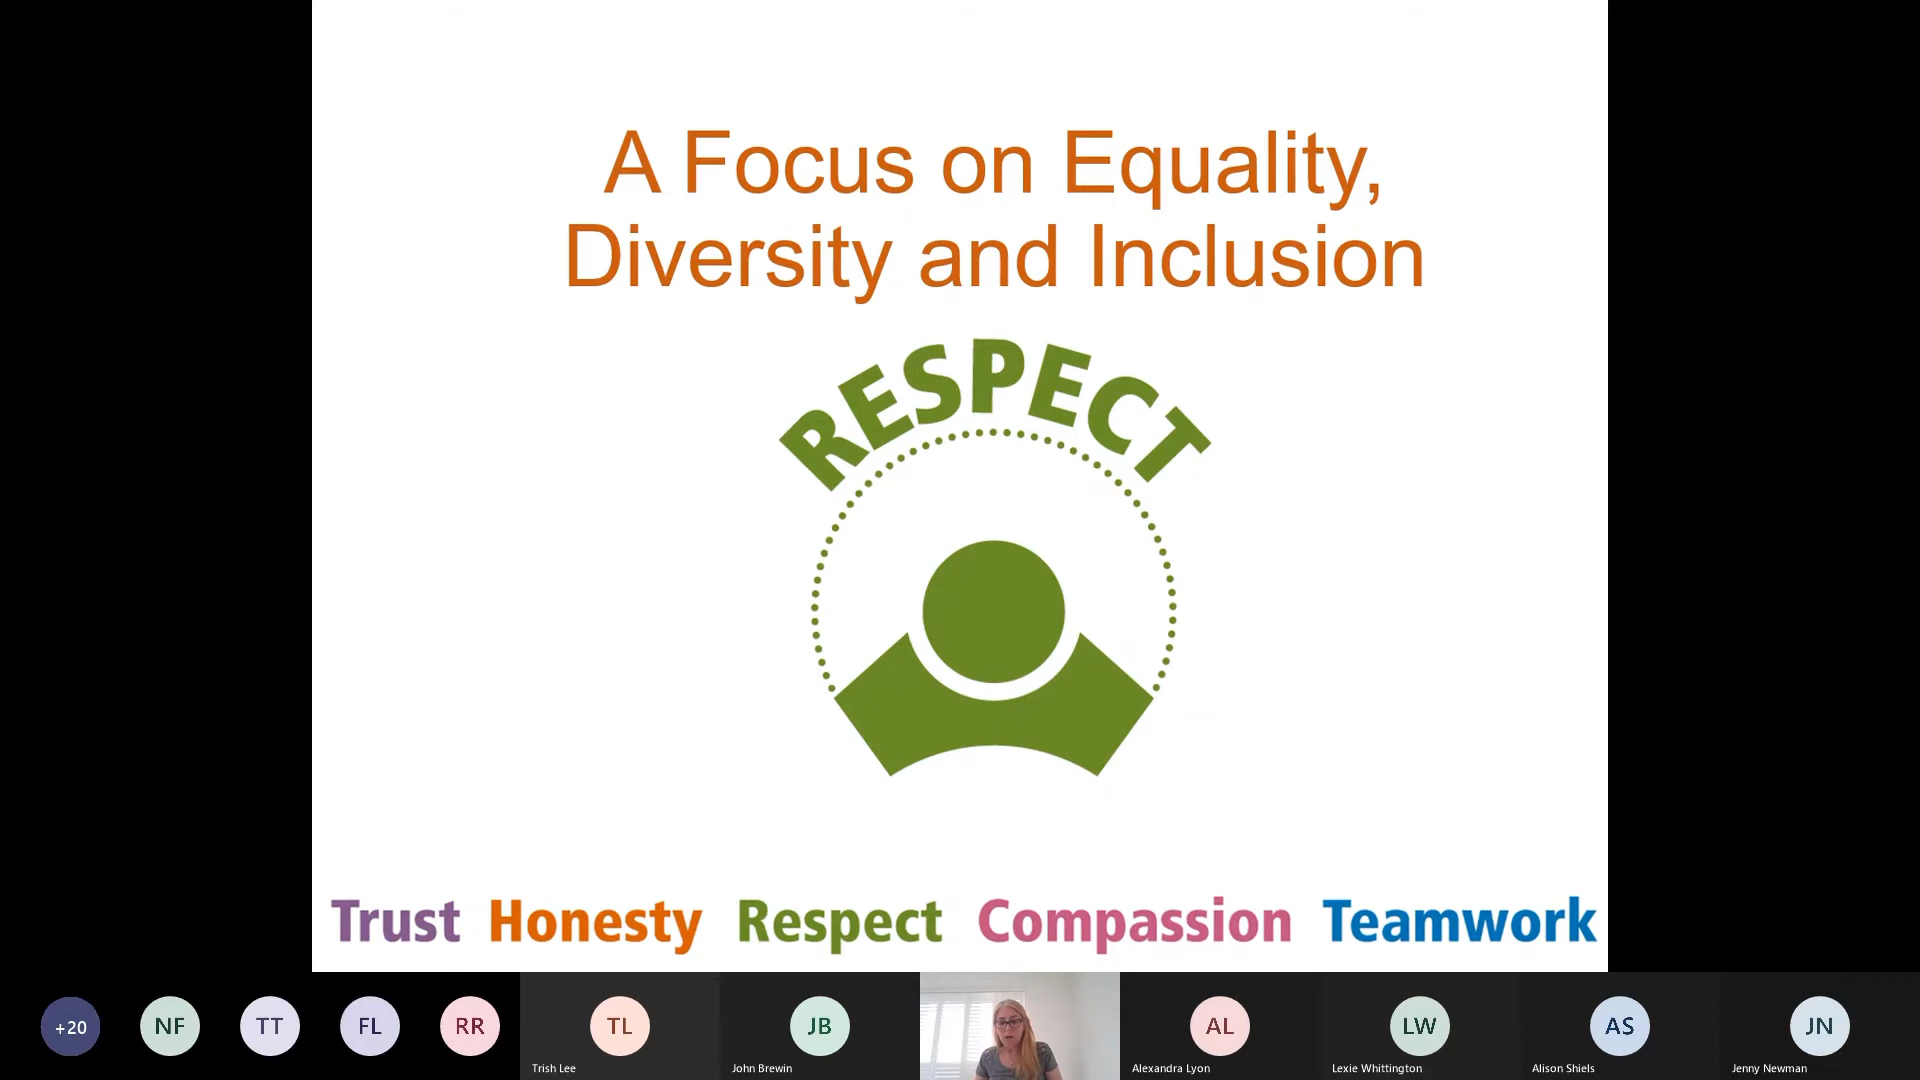 A Focus on Equality,
Diversity and Inclusion
RESPECT
Trust Honesty Respect Compassion Teamwork
+20 NF TT FL RR TL JB AL LW AS JN
Trish Lee John Brewin Alexandra Lyon Lexie Whittington Alison Shiels Jenny Newman